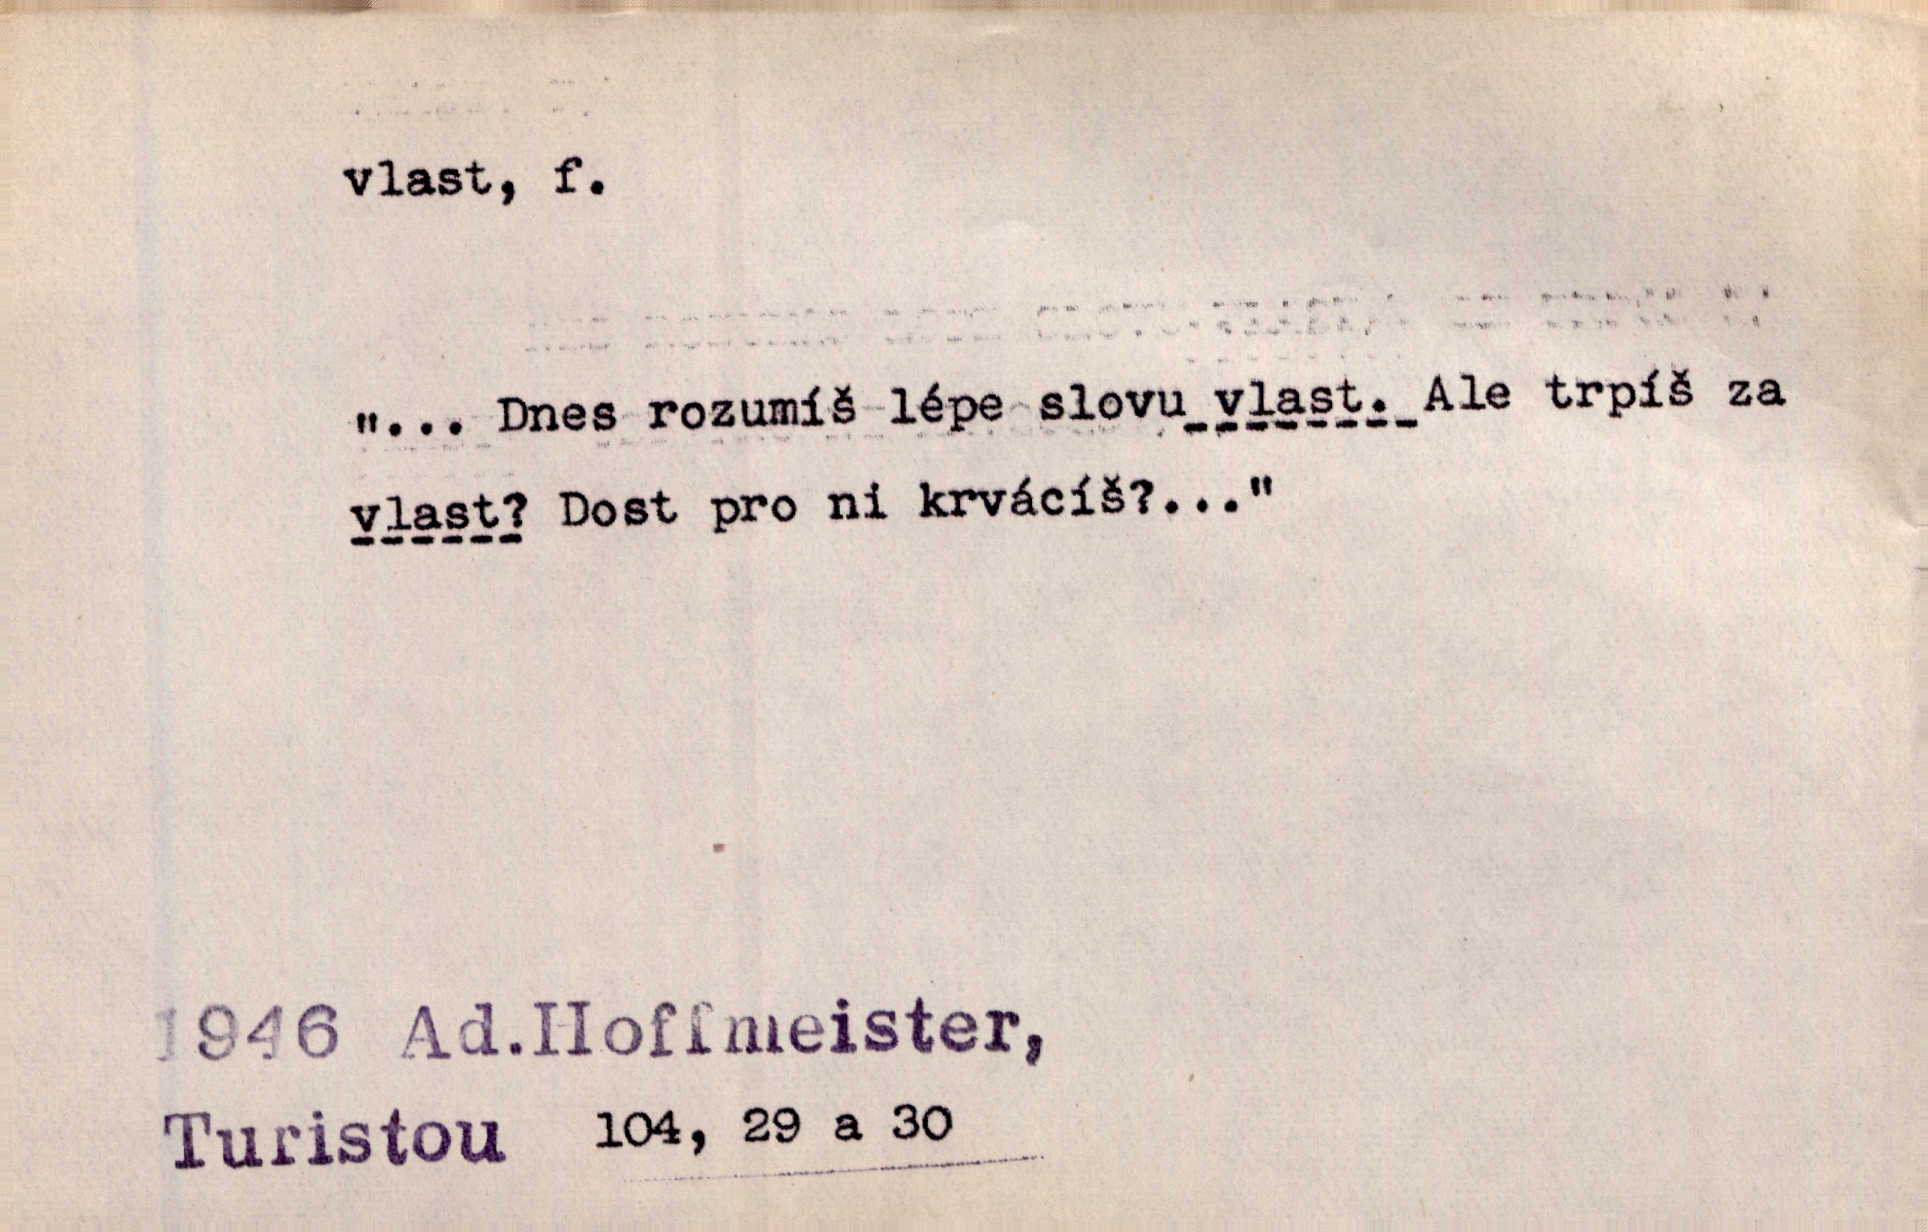 vlast, f.
"... Dnes rozumíš lépe slovu vlast. Ale trpíš za
vlast? Dost pro ni krvácíš?..."
1946 Ad.Hoffmeister,
Turistou 104, 29 a 30